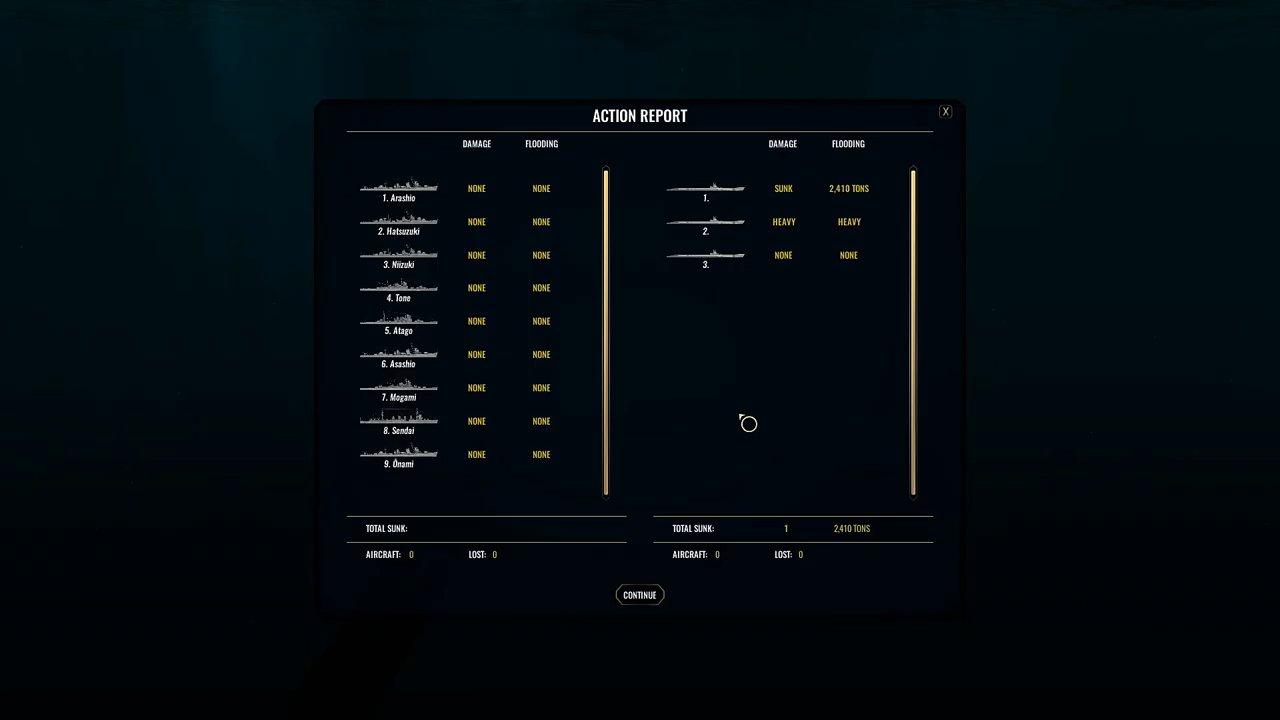 ACTION REPORT
X
DAMAGE FLOODING
1. Arashio NONE NONE
2. Hatsuzuki NONE NONE
3. Niizuki NONE NONE
4. Tone NONE NONE
5. Atago NONE NONE
6. Asashio NONE NONE
7. Mogami NONE NONE
8. Sendai NONE NONE
9. Ōnami NONE NONE
TOTAL SUNK:
AIRCRAFT: 0 LOST: 0
DAMAGE FLOODING
1. SUNK 2,410 TONS
2. HEAVY HEAVY
3. NONE NONE
TOTAL SUNK: 1 2,410 TONS
AIRCRAFT: 0 LOST: 0
CONTINUE